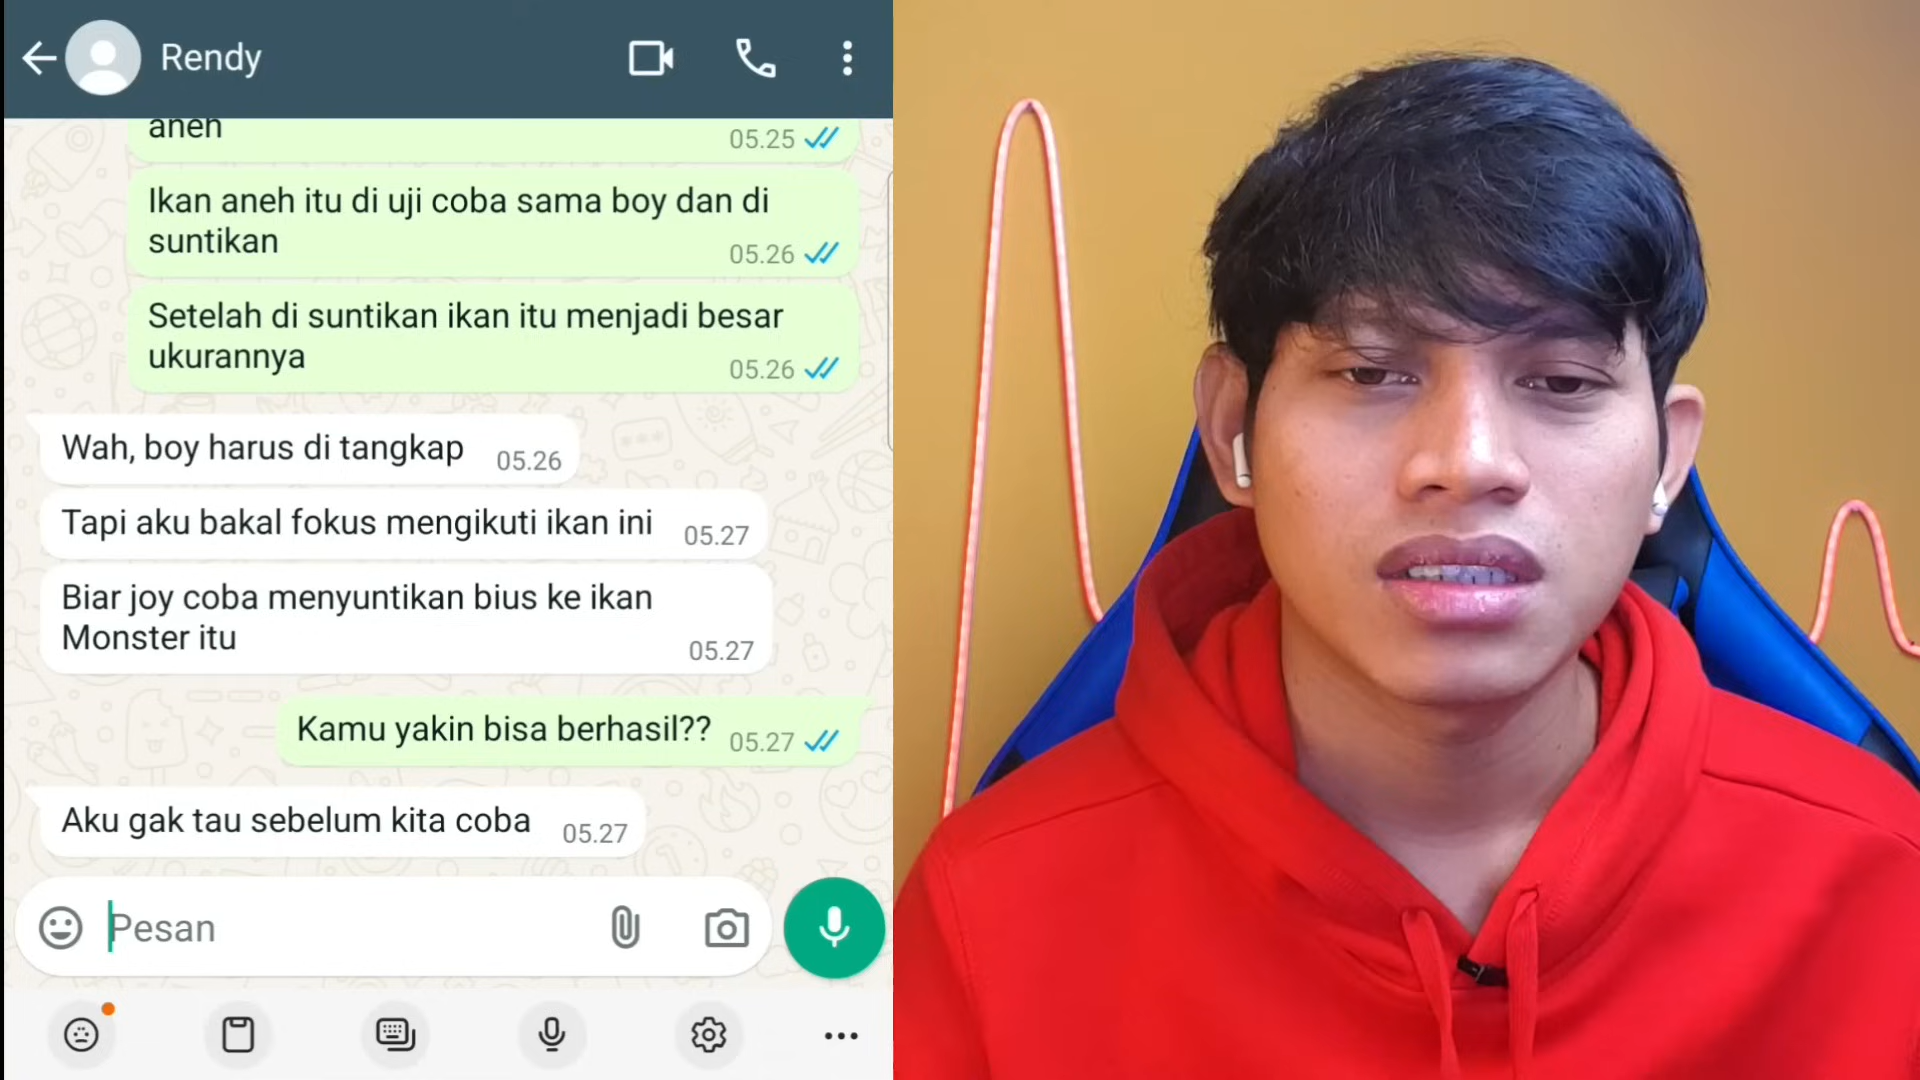 Rendy
aneh
05.25
Ikan aneh itu di uji coba sama boy dan di
suntikan
05.26
Setelah di suntikan ikan itu menjadi besar
ukurannya
05.26
Wah, boy harus di tangkap
05.26
Tapi aku bakal fokus mengikuti ikan ini
05.27
Biar joy coba menyuntikan bius ke ikan
Monster itu
05.27
Kamu yakin bisa berhasil??
05.27
Aku gak tau sebelum kita coba
05.27
Pesan